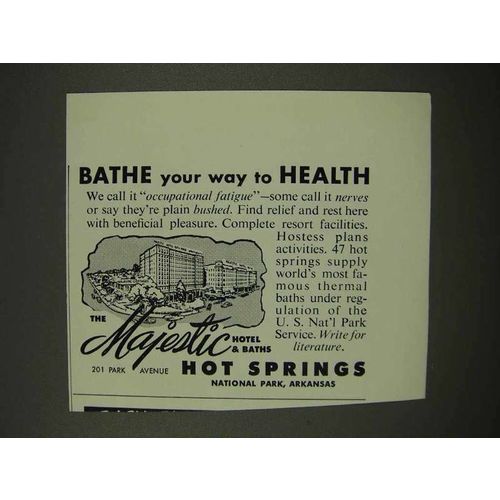 BATHE your way to HEALTH
We call it "occupational fatigue"—some call it nerves
or say they're plain bushed. Find relief and rest here
with beneficial pleasure. Complete resort facilities.
Hostess plans
activities. 47 hot
springs supply
world's most fa-
mous thermal
baths under reg-
ulation of the
U. S. Nat'l Park
Service. Write for
literature.
THE
Majestic HOTEL
& BATHS
201 PARK AVENUE HOT SPRINGS
NATIONAL PARK, ARKANSAS